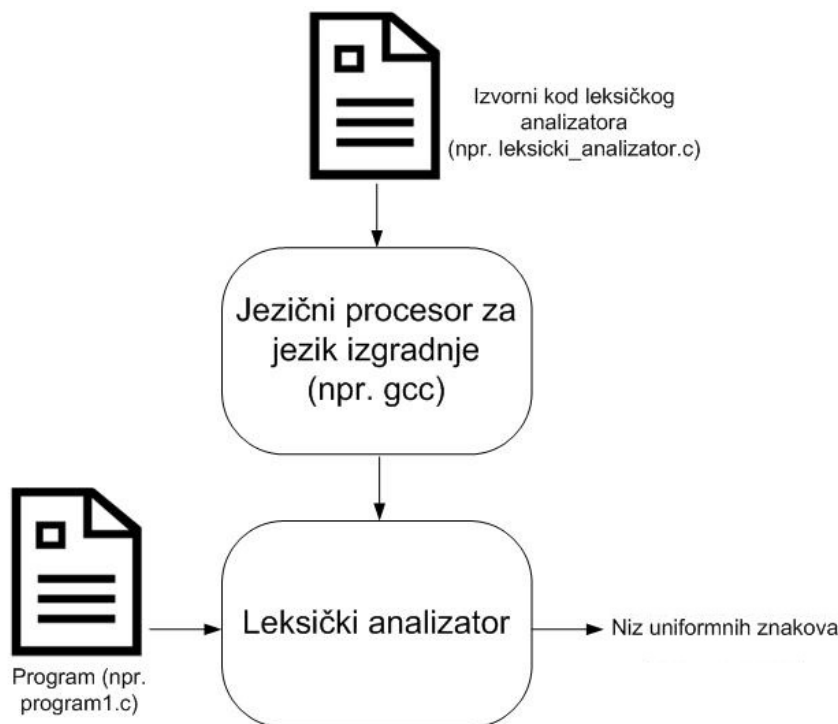 Izvorni kod leksičkog
analizatora
(npr. leksicki_analizator.c)
Jezični procesor za
jezik izgradnje
(npr. gcc)
Leksički analizator
Niz uniformnih znakova
Program (npr.
program1.c)